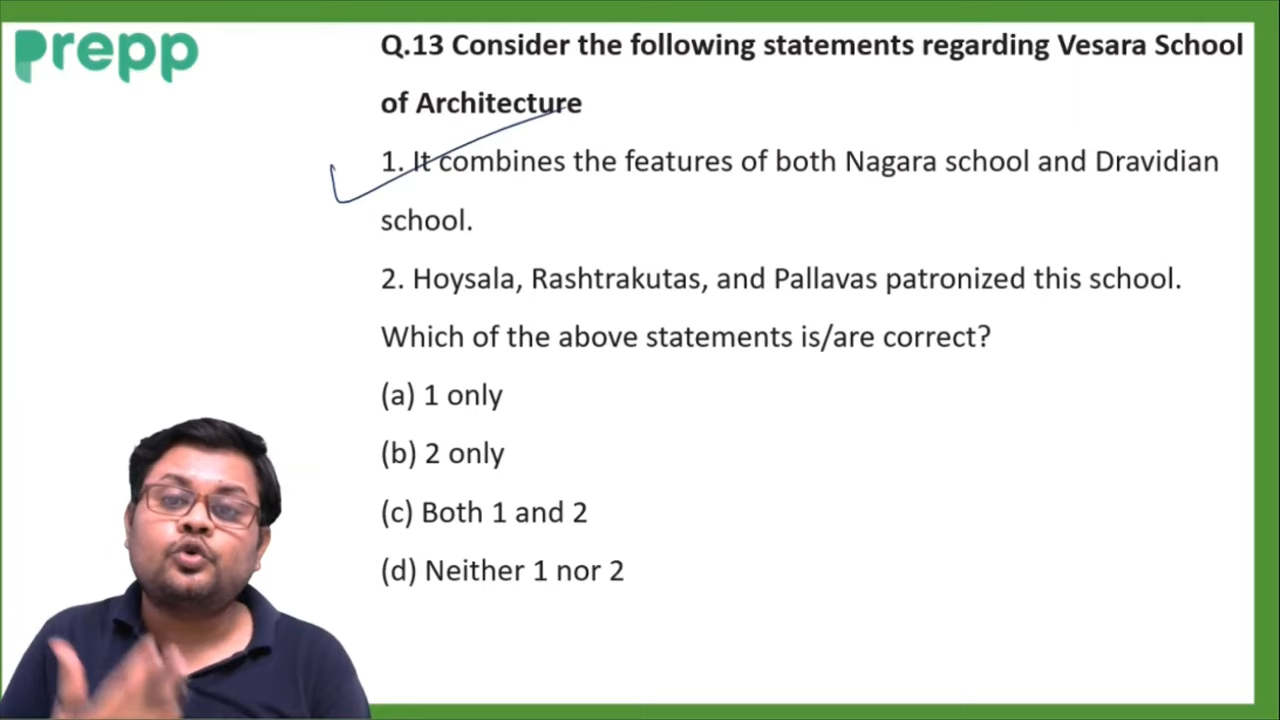 prepp
Q.13 Consider the following statements regarding Vesara School
of Architecture
1. It combines the features of both Nagara school and Dravidian
school.
2. Hoysala, Rashtrakutas, and Pallavas patronized this school.
Which of the above statements is/are correct?
(a) 1 only
(b) 2 only
(c) Both 1 and 2
(d) Neither 1 nor 2